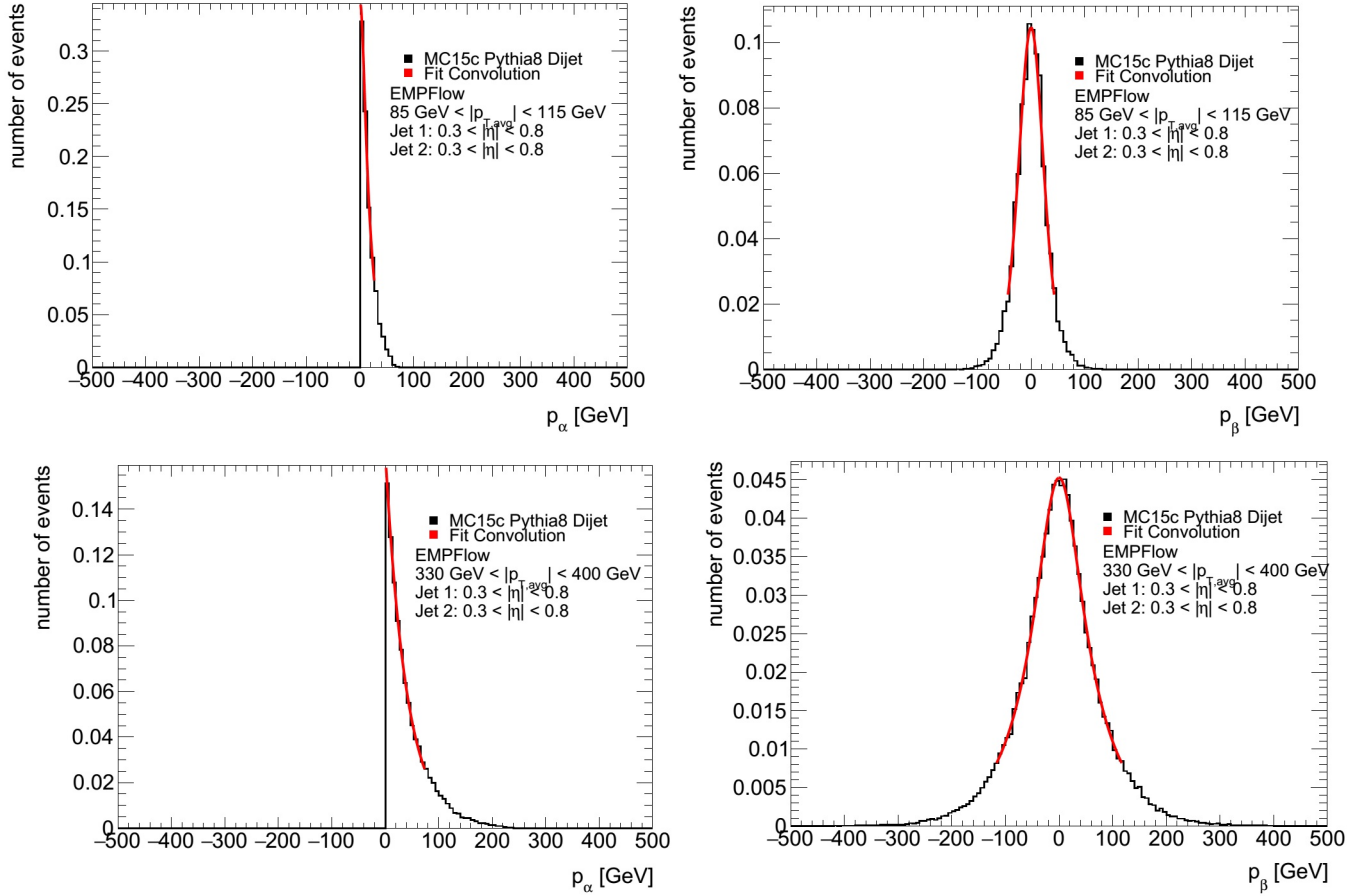 number of events
0.3
0.25
0.2
0.15
0.1
0.05
0
−500 −400 −300 −200 −100 0 100 200 300 400 500
pα [GeV]
MC15c Pythia8 Dijet
Fit Convolution
EMPFlow
85 GeV < |pT,avg| < 115 GeV
Jet 1: 0.3 < |η| < 0.8
Jet 2: 0.3 < |η| < 0.8
number of events
0.1
0.08
0.06
0.04
0.02
0
−500 −400 −300 −200 −100 0 100 200 300 400 500
pβ [GeV]
MC15c Pythia8 Dijet
Fit Convolution
EMPFlow
85 GeV < |pT,avg| < 115 GeV
Jet 1: 0.3 < |η| < 0.8
Jet 2: 0.3 < |η| < 0.8
number of events
0.14
0.12
0.1
0.08
0.06
0.04
0.02
0
−500 −400 −300 −200 −100 0 100 200 300 400 500
pα [GeV]
MC15c Pythia8 Dijet
Fit Convolution
EMPFlow
330 GeV < |pT,avg| < 400 GeV
Jet 1: 0.3 < |η| < 0.8
Jet 2: 0.3 < |η| < 0.8
number of events
0.045
0.04
0.035
0.03
0.025
0.02
0.015
0.01
0.005
0
−500 −400 −300 −200 −100 0 100 200 300 400 500
pβ [GeV]
MC15c Pythia8 Dijet
Fit Convolution
EMPFlow
330 GeV < |pT,avg| < 400 GeV
Jet 1: 0.3 < |η| < 0.8
Jet 2: 0.3 < |η| < 0.8